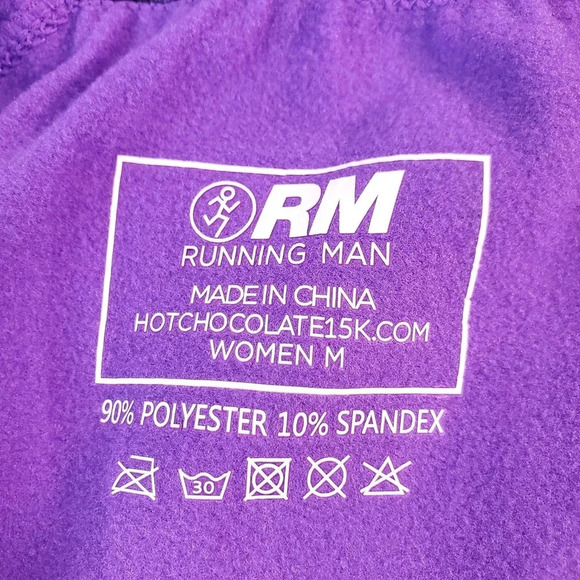 RM
RUNNING MAN
MADE IN CHINA
HOTCHOCOLATE15K.COM
WOMEN M
90% POLYESTER 10% SPANDEX
30